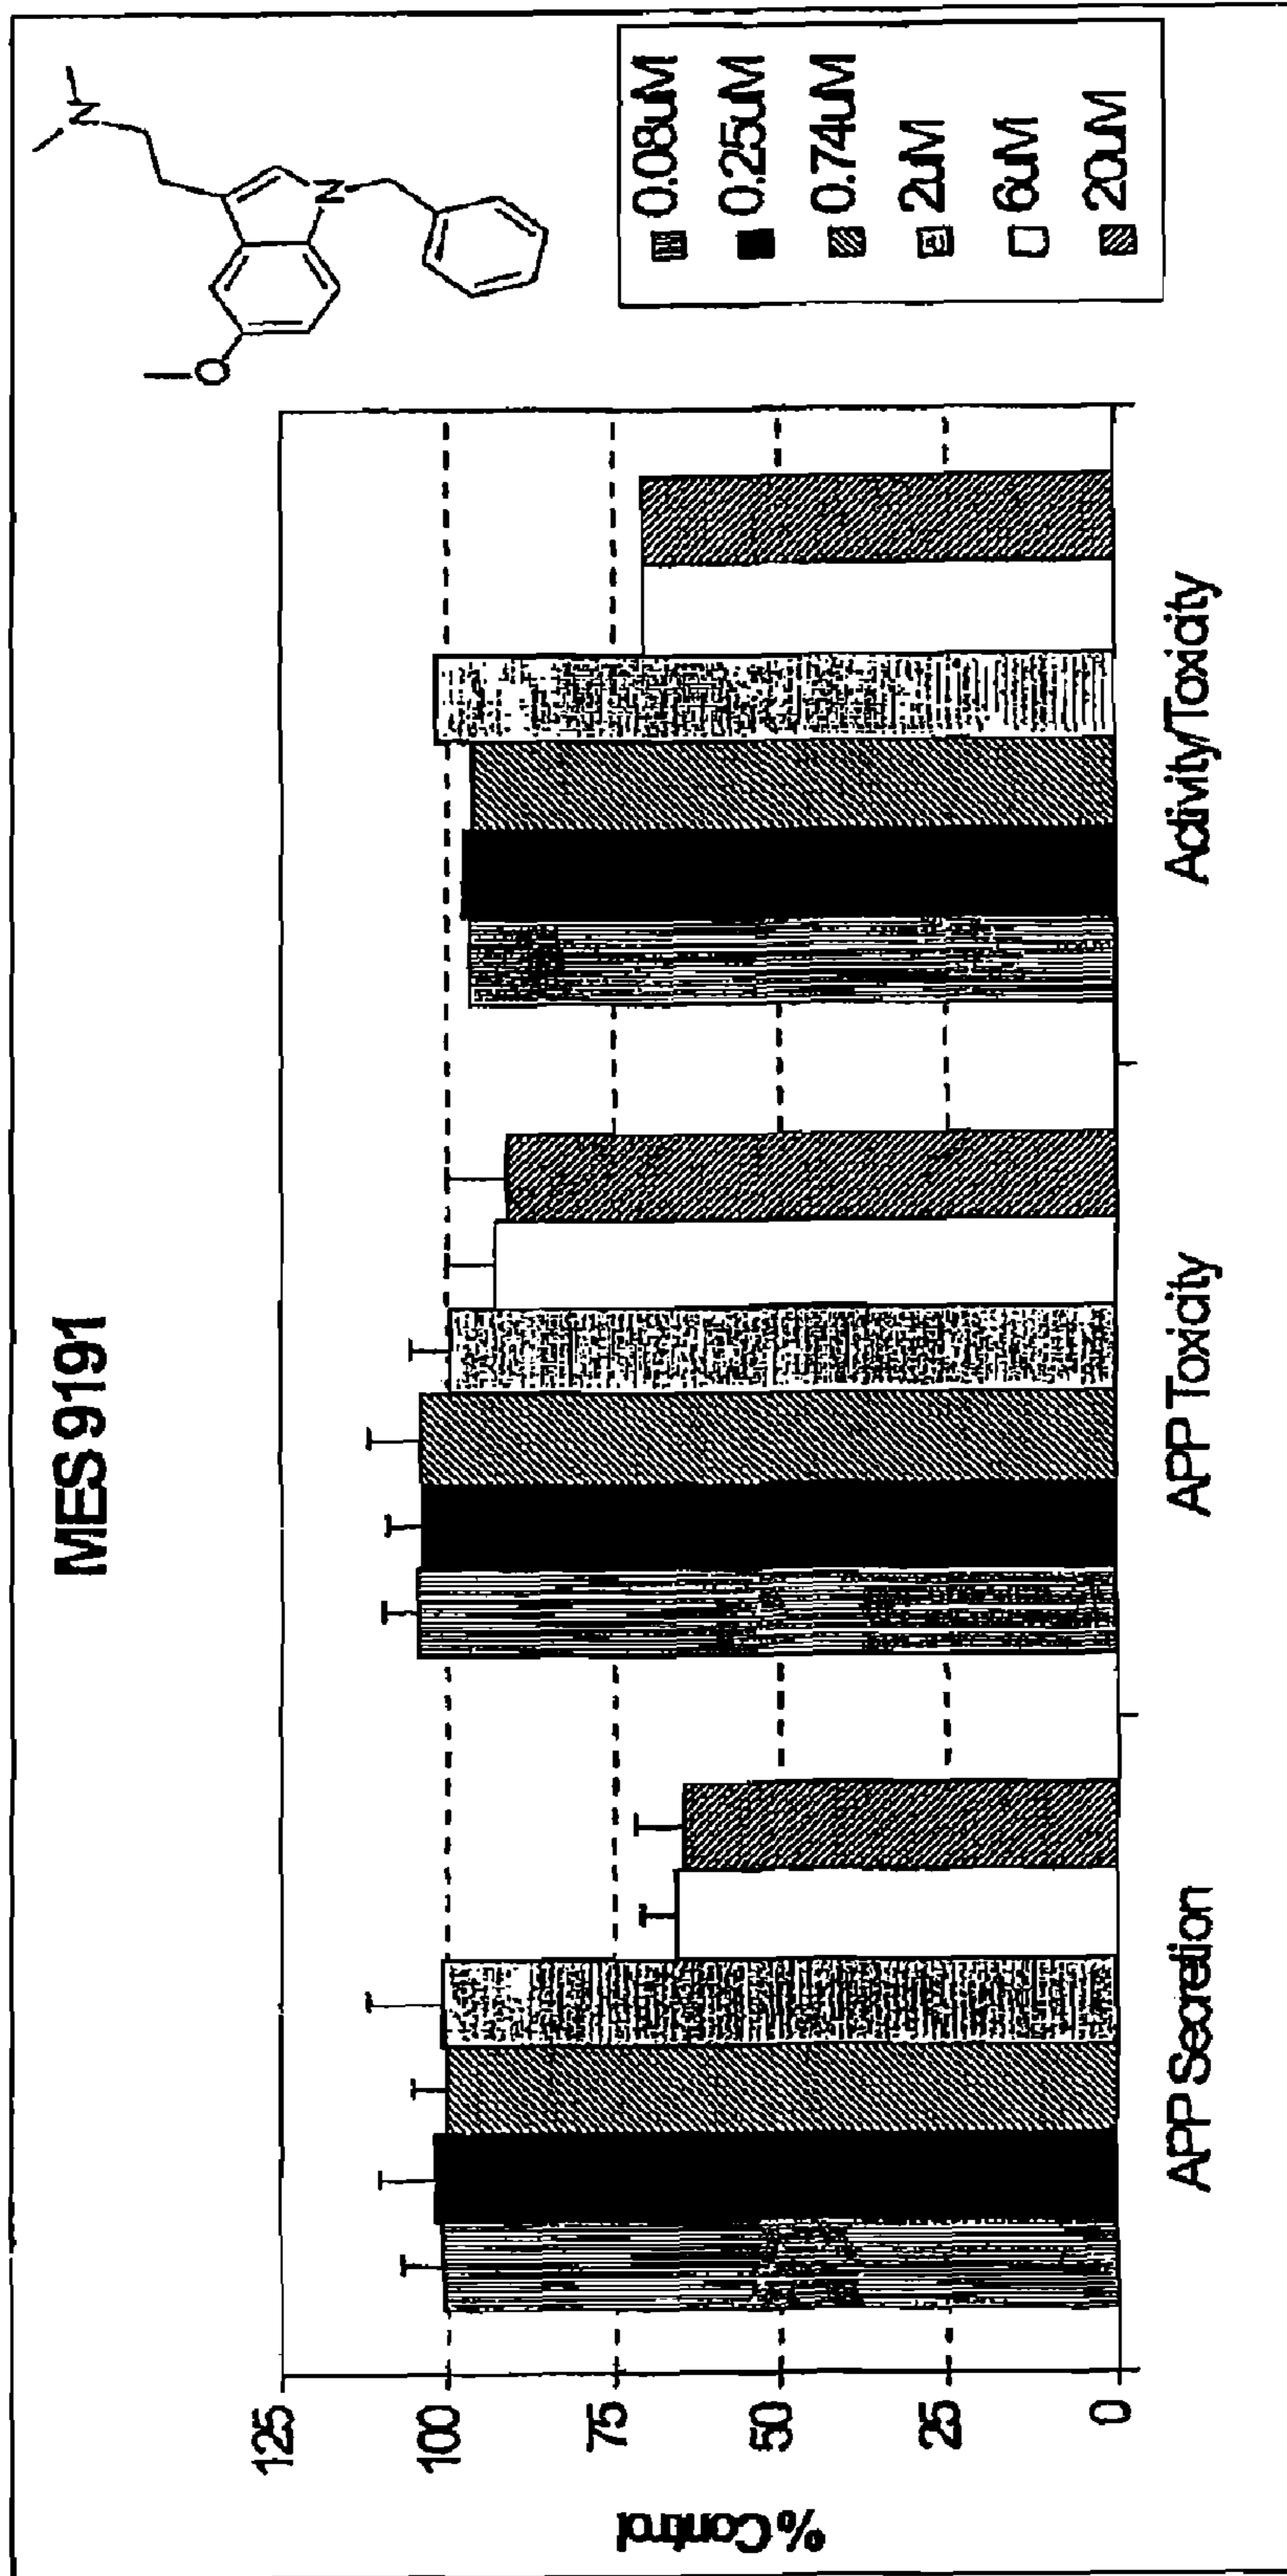 MES 9191
O
N
N
% Control
125
100
75
50
25
0
APP Secretion
APP Toxicity
Activity/Toxicity
0.08uM
0.25uM
0.74uM
2uM
6uM
20uM